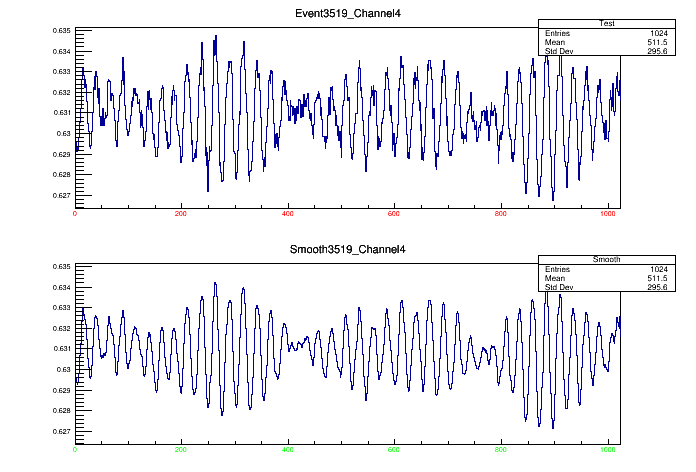 Event3519_Channel4
Test
Entries 1024
Mean 511.5
Std Dev 295.6
0.635
0.634
0.633
0.632
0.631
0.63
0.629
0.628
0.627
0 200 400 600 800 1000
Smooth3519_Channel4
Smooth
Entries 1024
Mean 511.5
Std Dev 295.6
0.635
0.634
0.633
0.632
0.631
0.63
0.629
0.628
0.627
0.626
0 200 400 600 800 1000